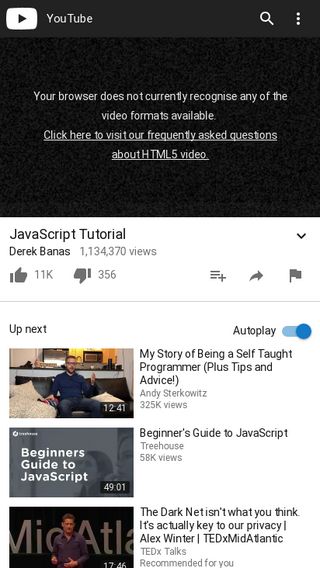 YouTube
Your browser does not currently recognise any of the
video formats available.
Click here to visit our frequently asked questions
about HTML5 video.
JavaScript Tutorial
Derek Banas 1,134,370 views
11K 356
Up next Autoplay
12:41
My Story of Being a Self Taught
Programmer (Plus Tips and
Advice!)
Andy Sterkowitz
325K views
treehouse
Beginners
Guide to
JavaScript
49:01
Beginner's Guide to JavaScript
Treehouse
58K views
MidAtla
17:46
The Dark Net isn't what you think.
It's actually key to our privacy |
Alex Winter | TEDxMidAtlantic
TEDx Talks
Recommended for you